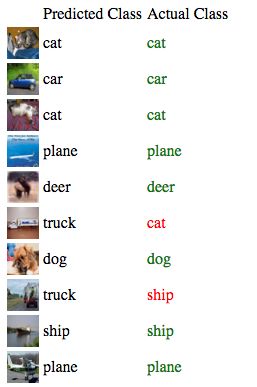 Predicted Class Actual Class
cat cat
car car
cat cat
plane plane
deer deer
truck cat
dog dog
truck ship
ship ship
plane plane